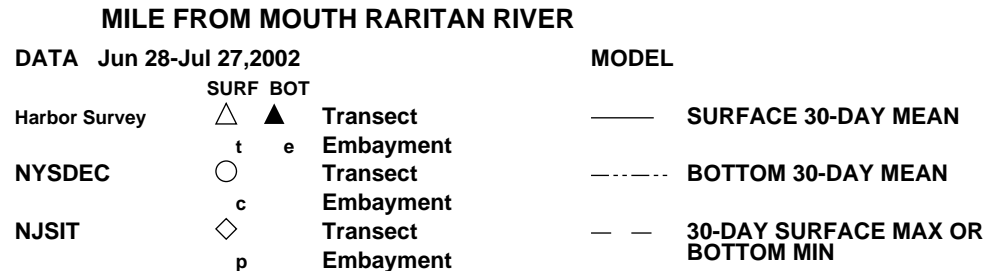 MILE FROM MOUTH RARITAN RIVER
DATA Jun 28-Jul 27,2002 MODEL
SURF BOT
Harbor Survey Transect SURFACE 30-DAY MEAN
t e Embayment
NYSDEC Transect BOTTOM 30-DAY MEAN
c Embayment
NJSIT Transect 30-DAY SURFACE MAX OR
BOTTOM MIN
p Embayment